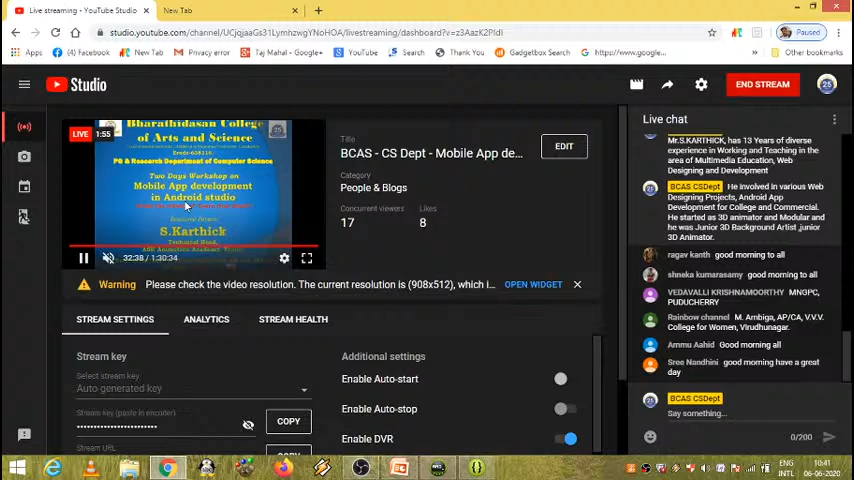 Live streaming - YouTube Studio
New Tab
studio.youtube.com/channel/UCjqjaaGs31LymhzwgYNoHOA/livestreaming/dashboard?v=z3AazK2PIdI
Paused
Apps
(4) Facebook
New Tab
Privacy error
Taj Mahal - Google+
YouTube
Search
Thank You
Gadgetbox Search
https://www.google...
Other bookmarks
Studio
END STREAM
LIVE 1:55
Bharathidasan College
of Arts and Science
PG & Research Department of Computer Science
Two Days Workshop on
Mobile App development
in Android studio
Resource Person
S.Karthick
Technical Head,
32:38 / 1:30:34
Title
BCAS - CS Dept - Mobile App de...
EDIT
Category
People & Blogs
Concurrent viewers
Likes
17
8
Warning Please check the video resolution. The current resolution is (908x512), which i...
OPEN WIDGET
STREAM SETTINGS
ANALYTICS
STREAM HEALTH
Stream key
Select stream key
Auto generated key
Stream key (paste in encoder)
COPY
Stream URL
COPY
Additional settings
Enable Auto-start
Enable Auto-stop
Enable DVR
Live chat
Mr.S.KARTHICK, has 13 Years of diverse
experience in Working and Teaching in the
area of Multimedia Education, Web
Designing and Development
BCAS CSDept He involved in various Web
Designing Projects, Android App
Development for College and Commercial.
He started as 3D animator and Modular and
he was Junior 3D Background Artist ,junior
3D Animator.
ragav kanth good morning to all
shneka kumarasamy good morning to all
VEDAVALLI KRISHNAMOORTHY MNGPC,
PUDUCHERRY
Rainbow channel M. Ambiga, AP/CA, V.V.V.
College for Women, Virudhunagar.
Ammu Aahid Good morning all
Sree Nandhini good morning have a great
day
BCAS CSDept
Say something...
0/200
ENG
INTL
10:41
06-06-2020